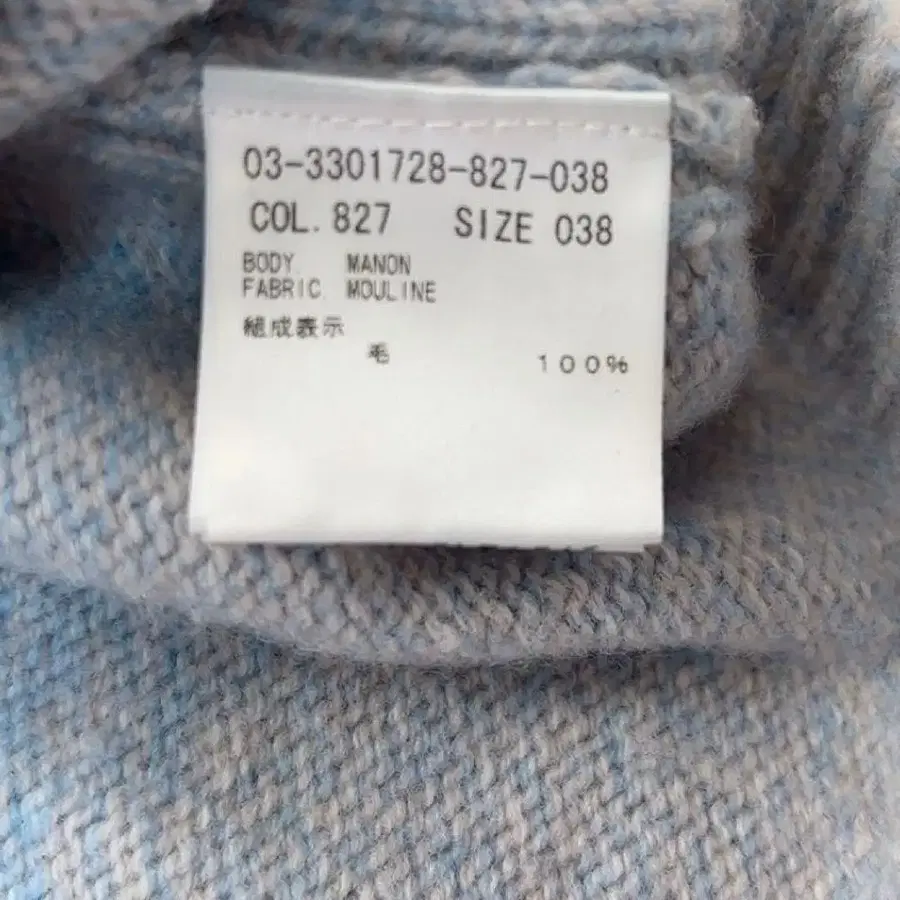 03-3301728-827-038
COL. 827 SIZE 038
BODY. MANON
FABRIC. MOULINE
組成表示
毛 100%